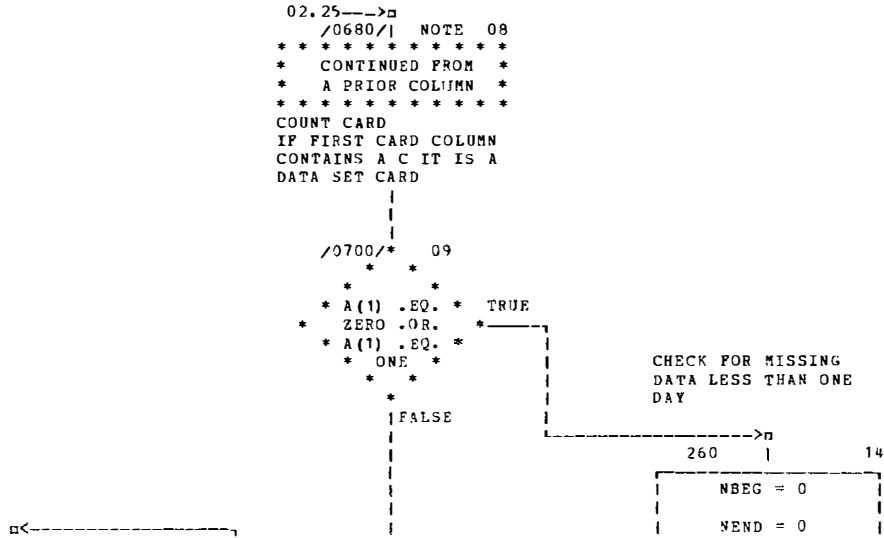 02.25--->
/0680/| NOTE 08
* * * * * * * * * * *
* CONTINUED FROM *
* A PRIOR COLUMN *
* * * * * * * * * * *
COUNT CARD
IF FIRST CARD COLUMN
CONTAINS A C IT IS A
DATA SET CARD
/0700/* 09
* A(1) .EQ. * TRUE
* ZERO .OR. *
* A(1) .EQ. *
* ONE *
FALSE
CHECK FOR MISSING
DATA LESS THAN ONE
DAY
260 14
NBEG = 0
NEND = 0